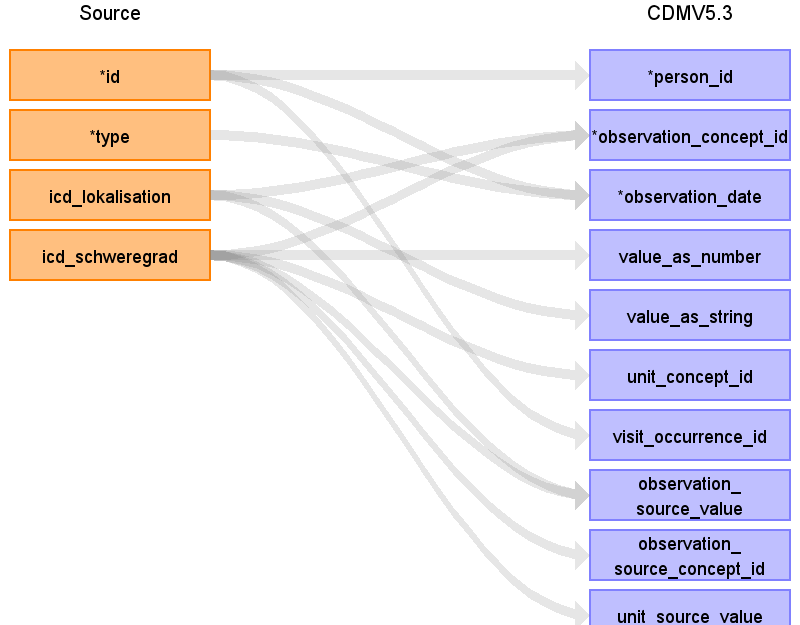 Source
CDMV5.3
*id
*person_id
*type
*observation_concept_id
icd_lokalisation
*observation_date
icd_schweregrad
value_as_number
value_as_string
unit_concept_id
visit_occurrence_id
observation_
source_value
observation_
source_concept_id
unit_source_value